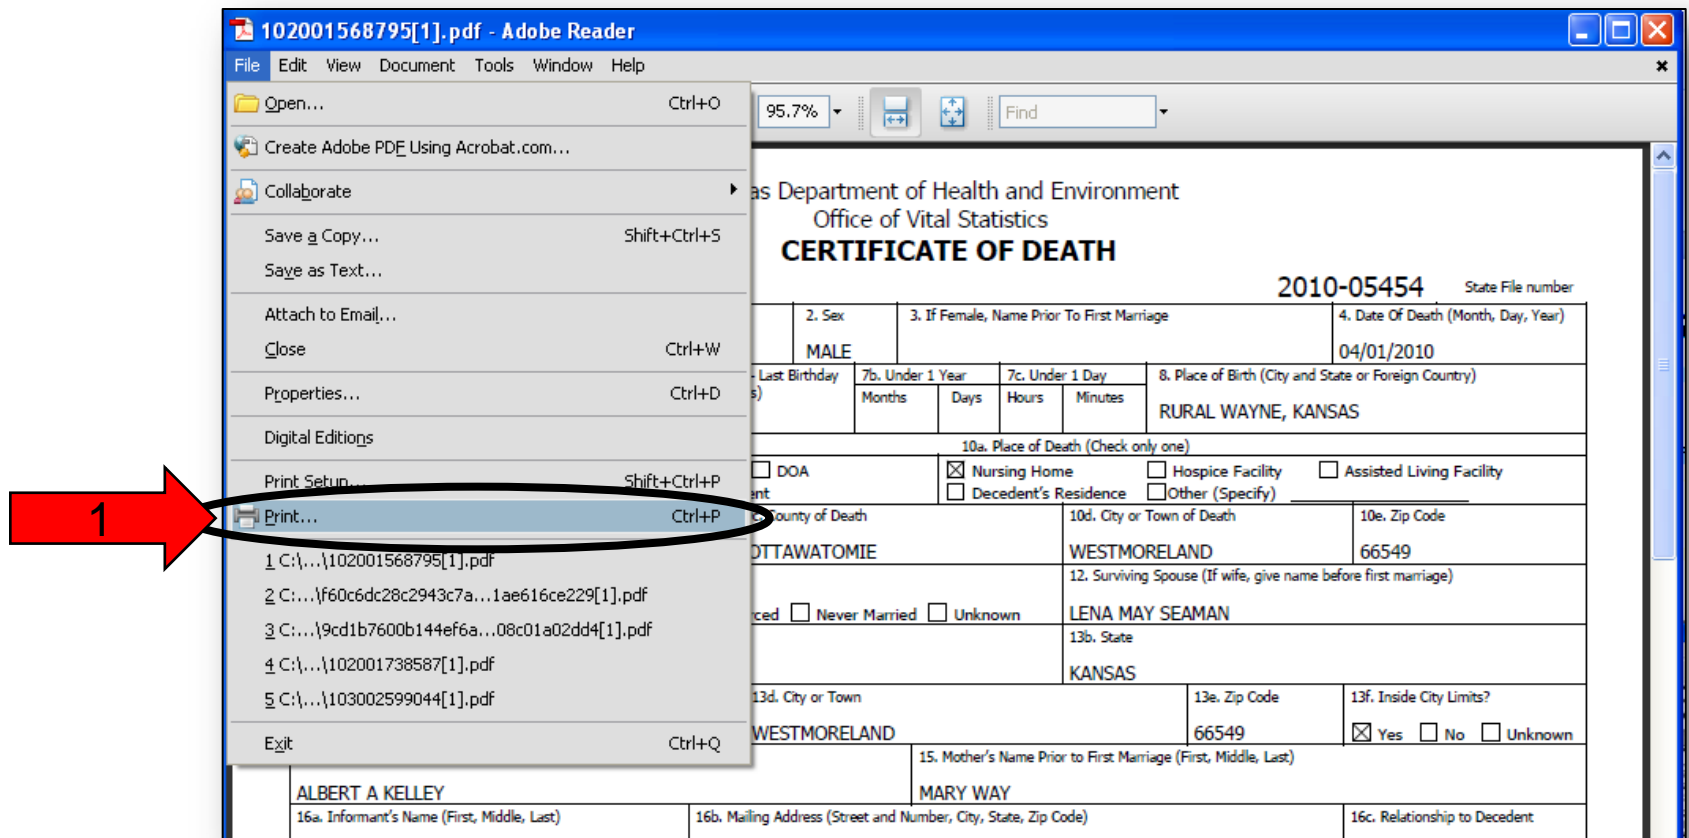 102001568795[1].pdf - Adobe Reader
File Edit View Document Tools Window Help
Open... Ctrl+O
95.7% Find
Create Adobe PDF Using Acrobat.com...
Collaborate
Save a Copy... Shift+Ctrl+S
Save as Text...
Attach to Email...
Close Ctrl+W
Properties... Ctrl+D
Digital Editions
Print Setup... Shift+Ctrl+P
1
Print... Ctrl+P
1 C:\...\102001568795[1].pdf
2 C:...\f60c6dc28c2943c7a...1ae616ce229[1].pdf
3 C:...\9cd1b7600b144ef6a...08c01a02dd4[1].pdf
4 C:\...\102001738587[1].pdf
5 C:\...\103002599044[1].pdf
Exit Ctrl+Q
as Department of Health and Environment
Office of Vital Statistics
CERTIFICATE OF DEATH
2010-05454 State File number
2. Sex 3. If Female, Name Prior To First Marriage 4. Date Of Death (Month, Day, Year)
MALE 04/01/2010
- Last Birthday 7b. Under 1 Year 7c. Under 1 Day 8. Place of Birth (City and State or Foreign Country)
s) Months Days Hours Minutes
RURAL WAYNE, KANSAS
10a. Place of Death (Check only one)
DOA Nursing Home Hospice Facility Assisted Living Facility
ent Decedent's Residence Other (Specify)
c. County of Death 10d. City or Town of Death 10e. Zip Code
OTTAWATOMIE WESTMORELAND 66549
12. Surviving Spouse (If wife, give name before first marriage)
rced Never Married Unknown LENA MAY SEAMAN
13b. State
KANSAS
13d. City or Town 13e. Zip Code 13f. Inside City Limits?
WESTMORELAND 66549 Yes No Unknown
15. Mother's Name Prior to First Marriage (First, Middle, Last)
ALBERT A KELLEY MARY WAY
16a. Informant's Name (First, Middle, Last) 16b. Mailing Address (Street and Number, City, State, Zip Code) 16c. Relationship to Decedent